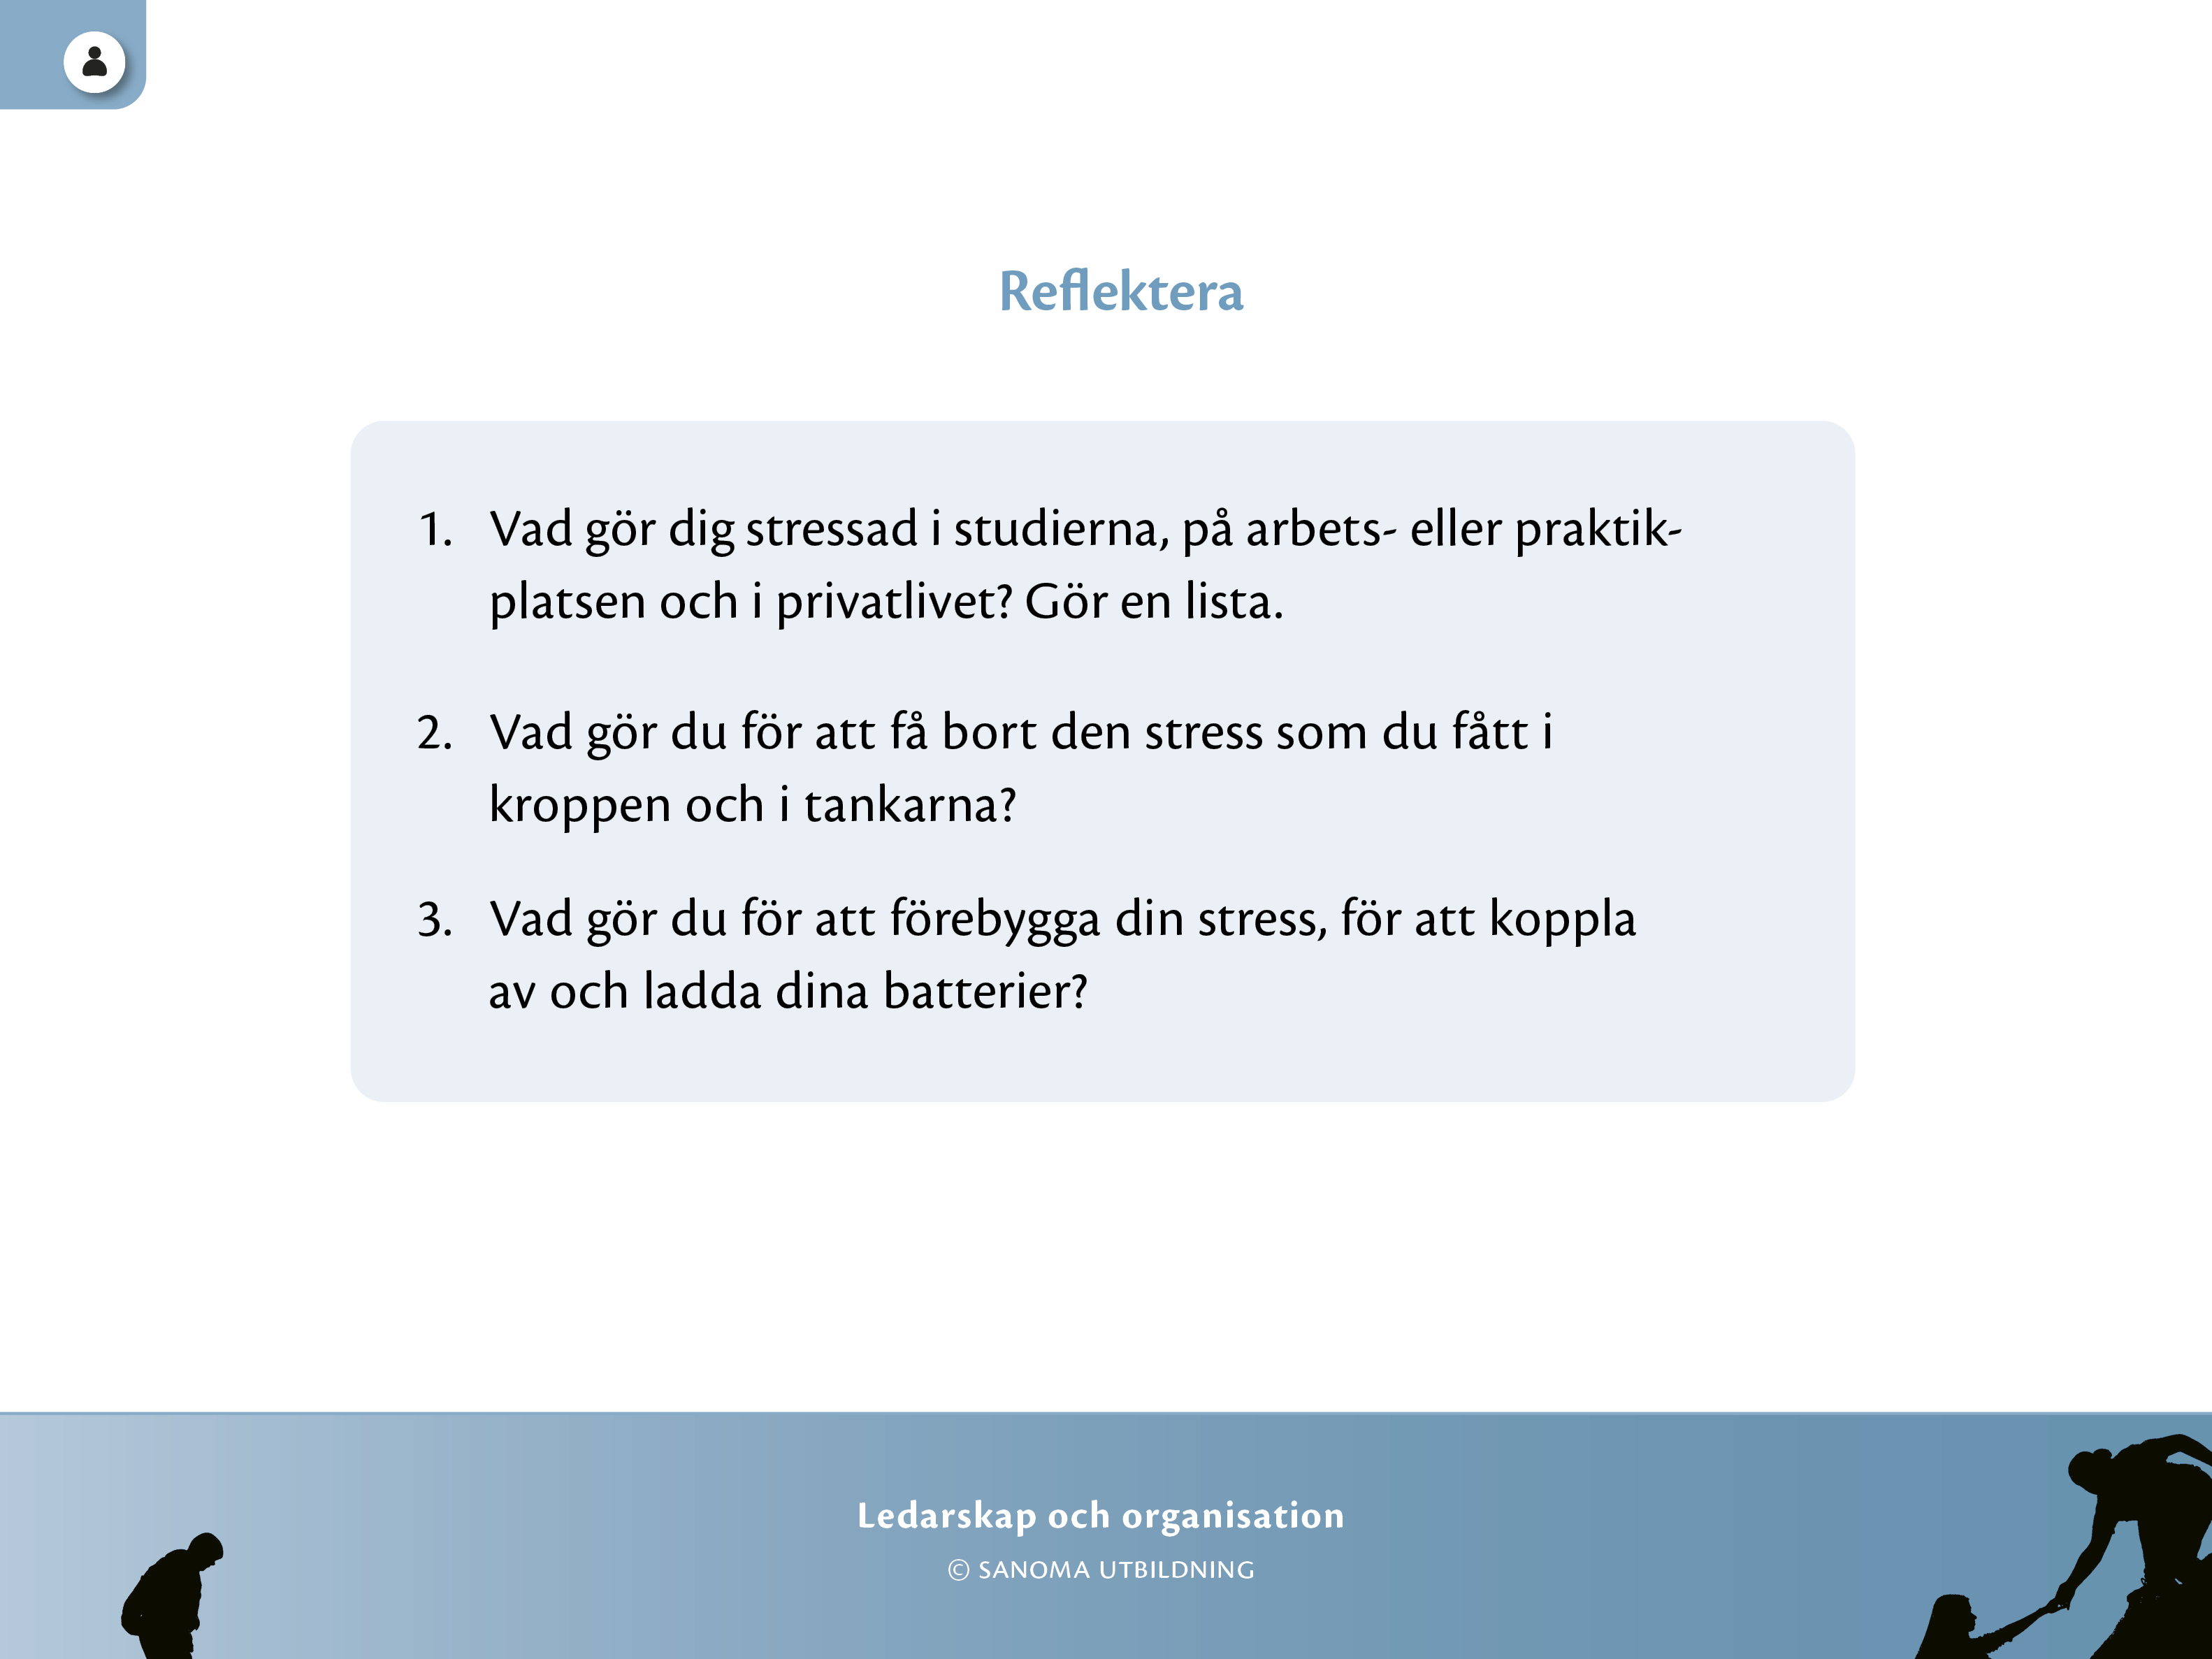 Reflektera
1. Vad gör dig stressad i studierna, på arbets- eller praktik-
platsen och i privatlivet? Gör en lista.
2. Vad gör du för att få bort den stress som du fått i
kroppen och i tankarna?
3. Vad gör du för att förebygga din stress, för att koppla
av och ladda dina batterier?
Ledarskap och organisation
© SANOMA UTBILDNING